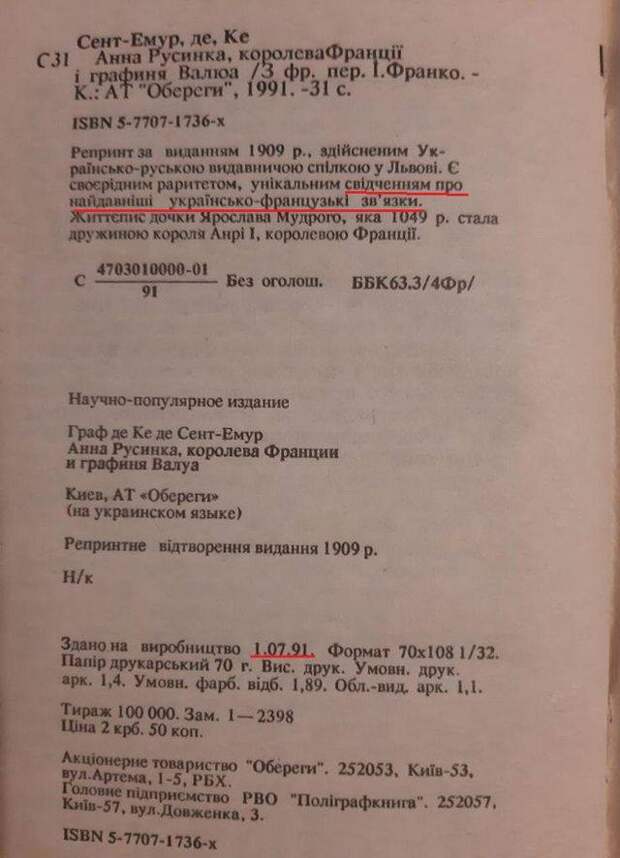 Сент-Емур, де, Ке
С31 Анна Русинка, королеваФранції
і графиня Валюа /З фр. пер. І.Франко. -
К.: АТ "Обереги", 1991. -31 с.
ISBN 5-7707-1736-х
Репринт за виданням 1909 р., здійсненим Ук-
раїнсько-руською видавничою спілкою у Львові. Є
своєрідним раритетом, унікальним свідченням про
найдавніші українсько-французькі зв'язки.
Життєпис дочки Ярослава Мудрого, яка 1049 р. стала
дружиною короля Анрі І, королевою Франції.
С 4703010000-01 Без оголош. ББК63.3/4Фр/
91
Научно-популярное издание
Граф де Ке де Сент-Емур
Анна Русинка, королева Франции
и графиня Валуа
Киев, АТ «Обереги»
(на украинском языке)
Репринтне відтворення видання 1909 р.
Н/к
Здано на виробництво 1.07.91. Формат 70х108 1/32.
Папір друкарський 70 г. Вис. друк. Умовн. друк.
арк. 1,4. Умовн. фарб. відб. 1,89. Обл.-вид. арк. 1,1.
Тираж 100 000. Зам. 1—2398
Ціна 2 крб. 50 коп.
Акціонерне товариство "Обереги". 252053, Київ-53,
вул.Артема, 1-5, РБХ.
Головне підприємство РВО "Поліграфкнига". 252057,
Київ-57, вул.Довженка, 3.
ISBN 5-7707-1736-х